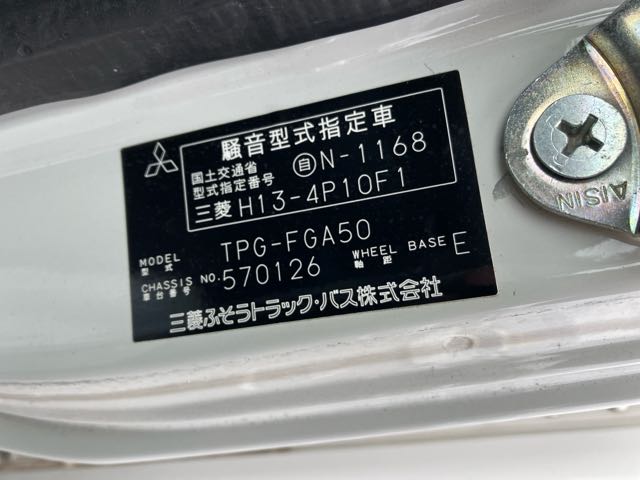 騒音型式指定車
国土交通省 自N-1168
型式指定番号
三菱 H13-4P10F1
MODEL 型式 TPG-FGA50
CHASSIS NO. 車台番号 570126 WHEEL BASE 軸距 E
三菱ふそうトラック・バス株式会社
AISIN